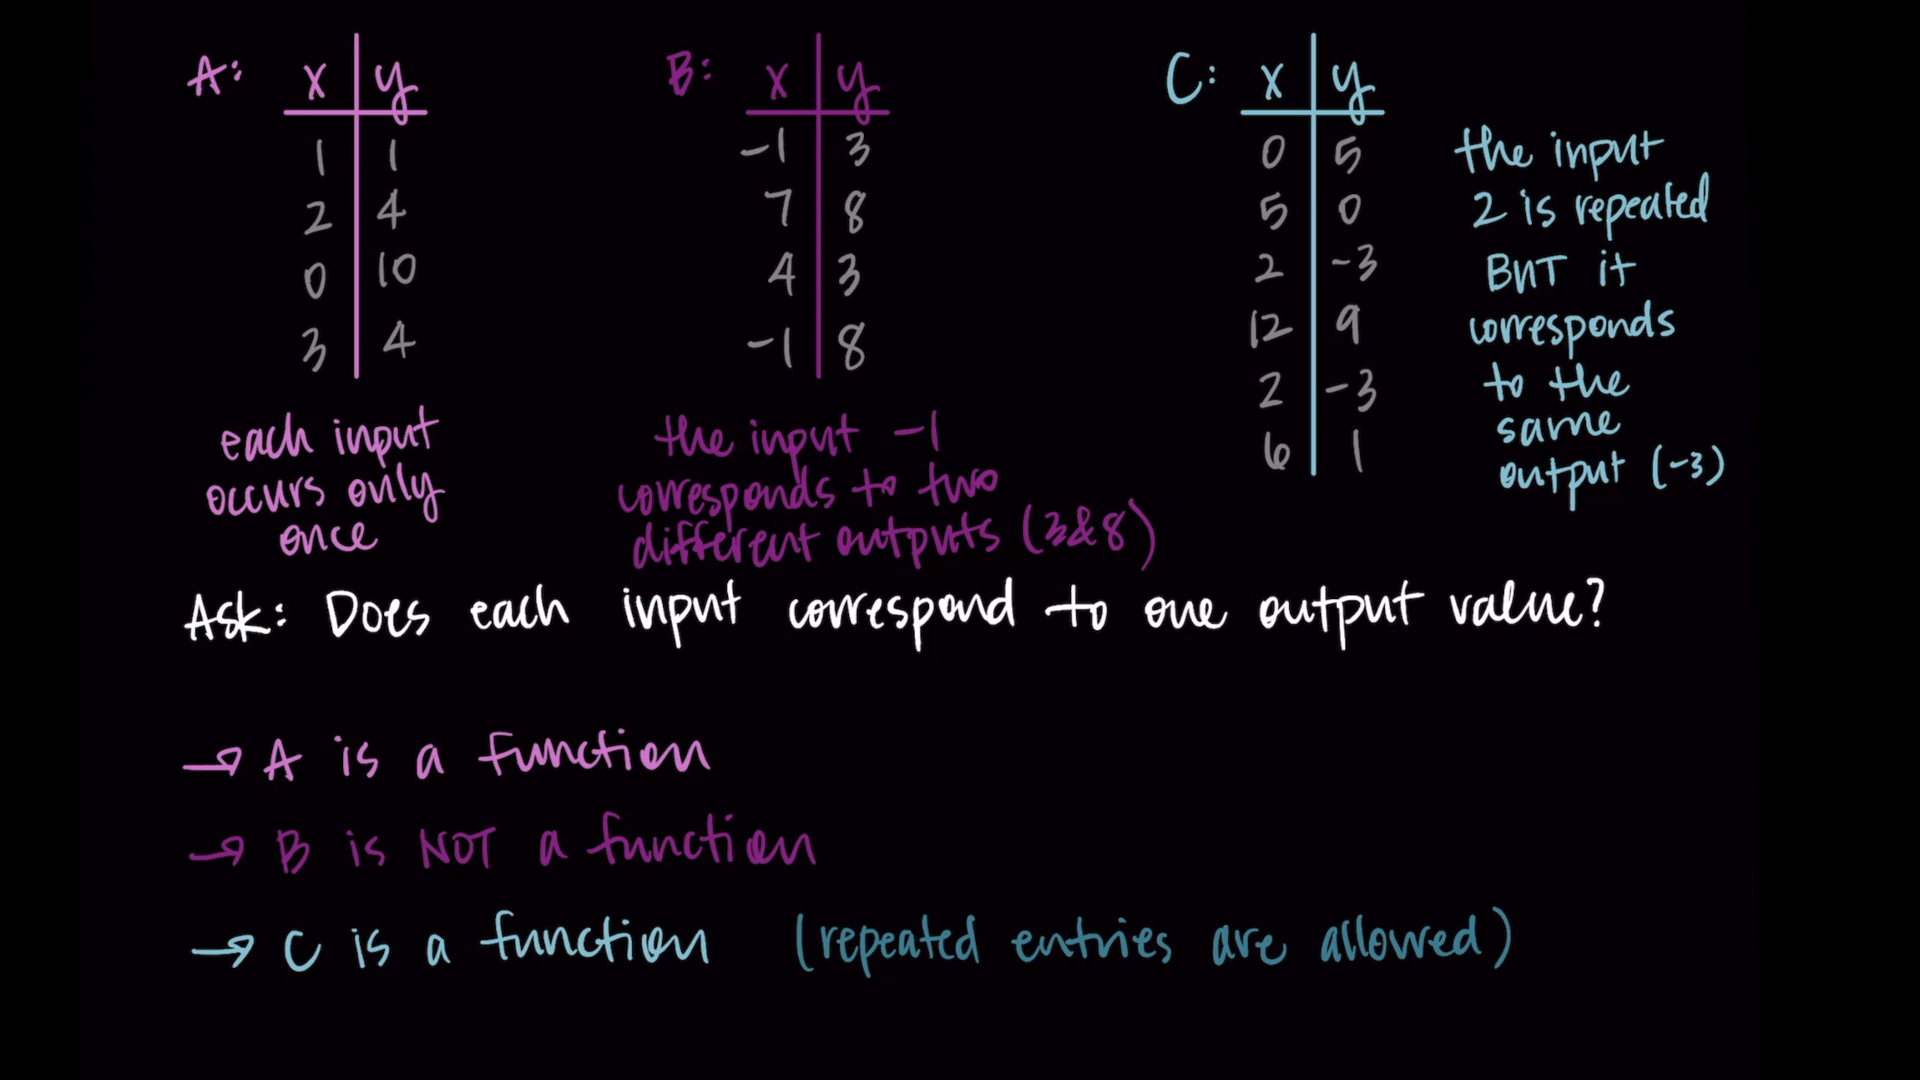 A: x y
1 1
2 4
0 10
3 4
each input
occurs only
once
B: x y
-1 3
7 8
4 3
-1 8
the input -1
corresponds to two
different outputs (3&8)
C: x y
0 5
5 0
2 -3
12 9
2 -3
6 1
the input
2 is repeated
BUT it
corresponds
to the
same
output (-3)
Ask: Does each input correspond to one output value?
→ A is a function
→ B is NOT a function
→ C is a function (repeated entries are allowed)